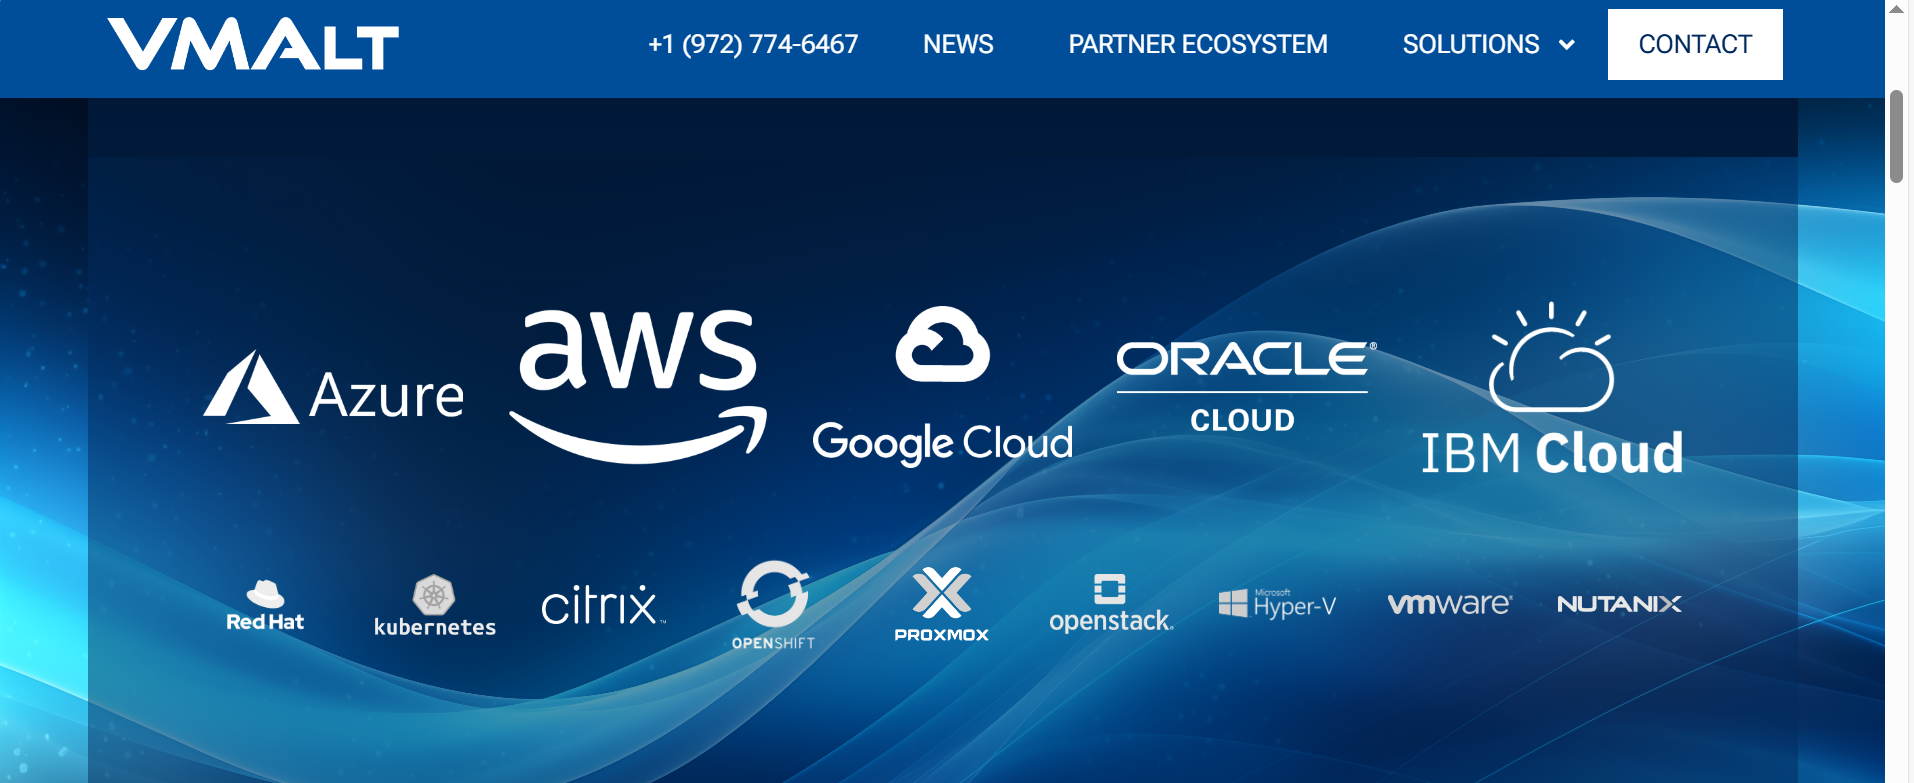 VMALT
+1 (972) 774-6467
NEWS
PARTNER ECOSYSTEM
SOLUTIONS
CONTACT
Azure
aws
Google Cloud
ORACLE®
CLOUD
IBM Cloud
Red Hat
kubernetes
citrix™
OPENSHIFT
PROXMOX
openstack®
Microsoft
Hyper-V
vmware®
NUTANIX